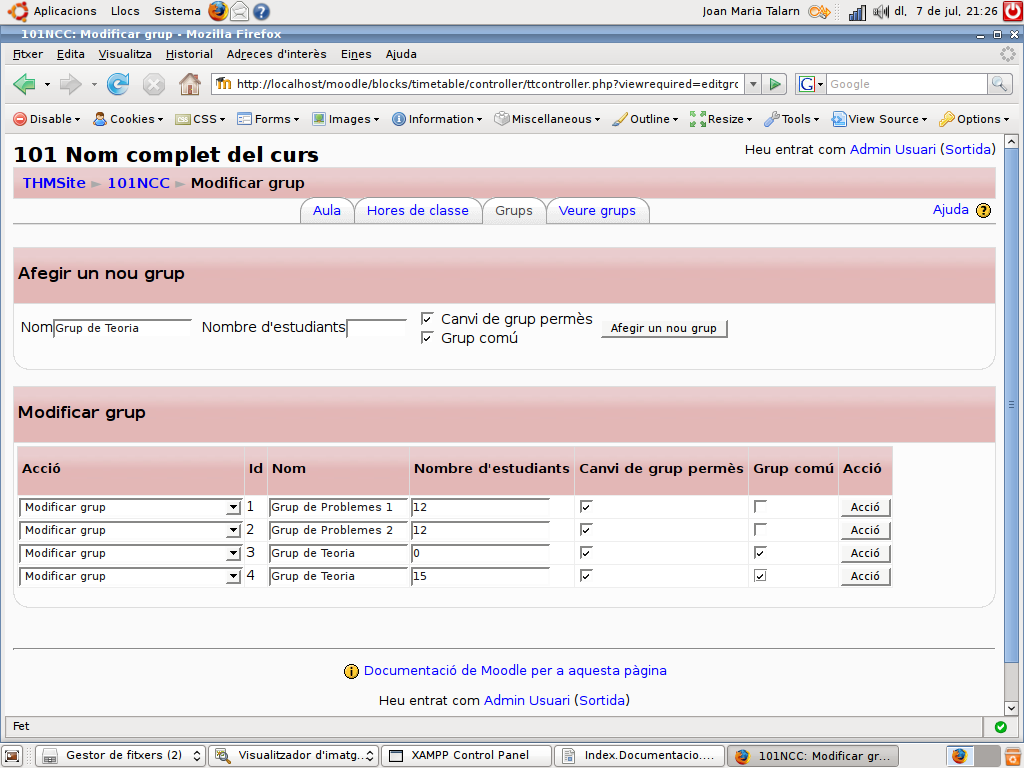 Aplicacions Llocs Sistema Joan Maria Talarn dl, 7 de jul, 21:26
101NCC: Modificar grup - Mozilla Firefox
Fitxer Edita Visualitza Historial Adreces d'interès Eines Ajuda
http://localhost/moodle/blocks/timetable/controller/ttcontroller.php?viewrequired=editgrc Google
Disable Cookies CSS Forms Images Information Miscellaneous Outline Resize Tools View Source Options
101 Nom complet del curs Heu entrat com Admin Usuari (Sortida)
THMSite ► 101NCC ► Modificar grup
Aula Hores de classe Grups Veure grups Ajuda
Afegir un nou grup
Nom Grup de Teoria Nombre d'estudiants Canvi de grup permès Afegir un nou grup
Grup comú
Modificar grup
Acció Id Nom Nombre d'estudiants Canvi de grup permès Grup comú Acció
Modificar grup 1 Grup de Problemes 1 12 Acció
Modificar grup 2 Grup de Problemes 2 12 Acció
Modificar grup 3 Grup de Teoria 0 Acció
Modificar grup 4 Grup de Teoria 15 Acció
Documentació de Moodle per a aquesta pàgina
Heu entrat com Admin Usuari (Sortida)
Fet
Gestor de fitxers (2) Visualitzador d'imatg... XAMPP Control Panel Index.Documentacio.... 101NCC: Modificar gr...